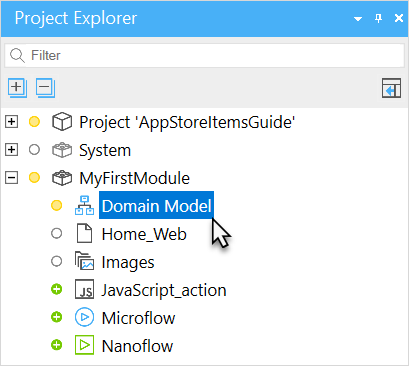 Project Explorer
Filter
Project 'AppStoreItemsGuide'
System
MyFirstModule
Domain Model
Home_Web
Images
JS JavaScript_action
Microflow
Nanoflow